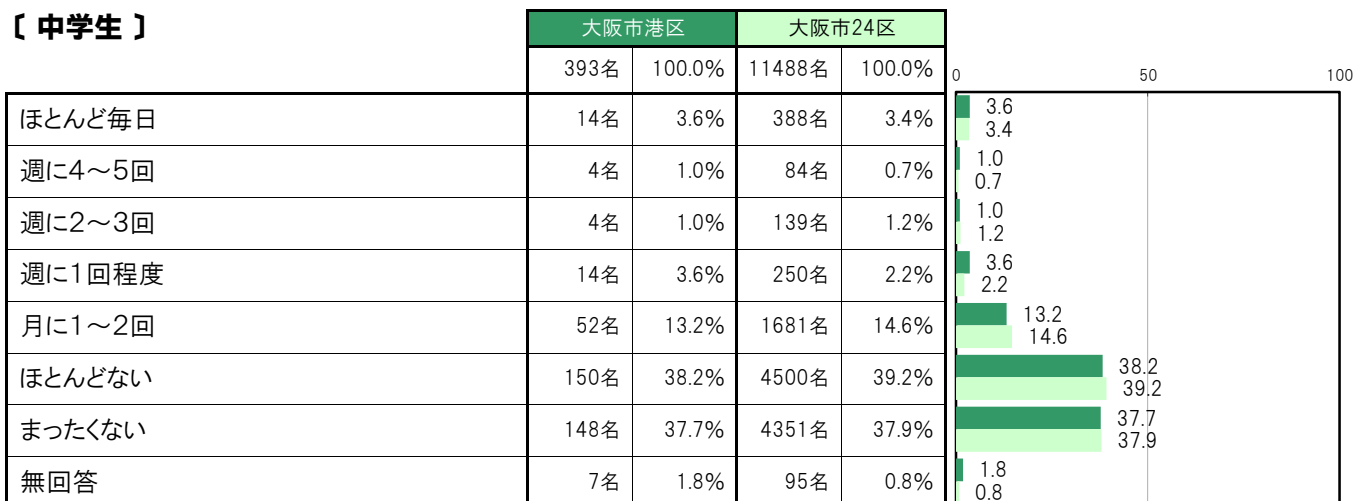 〔 中学生 〕
大阪市港区 大阪市24区
393名 100.0% 11488名 100.0%
0 50 100
ほとんど毎日 14名 3.6% 388名 3.4%
3.6
3.4
週に4～5回 4名 1.0% 84名 0.7%
1.0
0.7
週に2～3回 4名 1.0% 139名 1.2%
1.0
1.2
週に1回程度 14名 3.6% 250名 2.2%
3.6
2.2
月に1～2回 52名 13.2% 1681名 14.6%
13.2
14.6
ほとんどない 150名 38.2% 4500名 39.2%
38.2
39.2
まったくない 148名 37.7% 4351名 37.9%
37.7
37.9
無回答 7名 1.8% 95名 0.8%
1.8
0.8